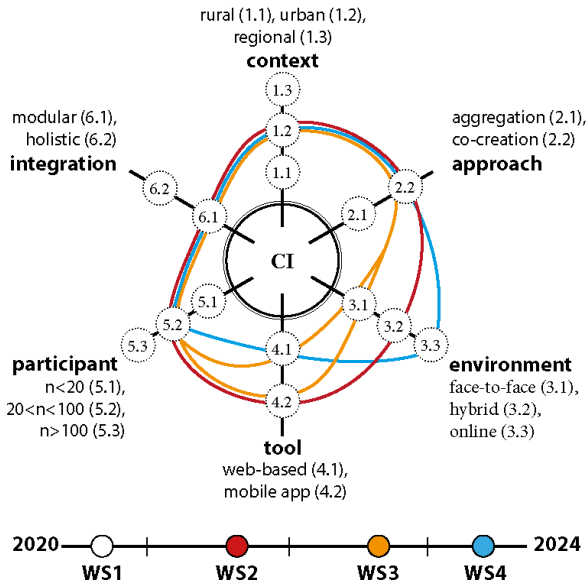 rural (1.1), urban (1.2),
regional (1.3)
context
1.3
1.2
1.1
modular (6.1),
holistic (6.2)
integration
6.2
6.1
aggregation (2.1),
co-creation (2.2)
approach
2.2
2.1
CI
5.1
5.2
5.3
3.1
3.2
3.3
4.1
4.2
participant
n<20 (5.1),
20<n<100 (5.2),
n>100 (5.3)
environment
face-to-face (3.1),
hybrid (3.2),
online (3.3)
tool
web-based (4.1),
mobile app (4.2)
2020
2024
WS1
WS2
WS3
WS4